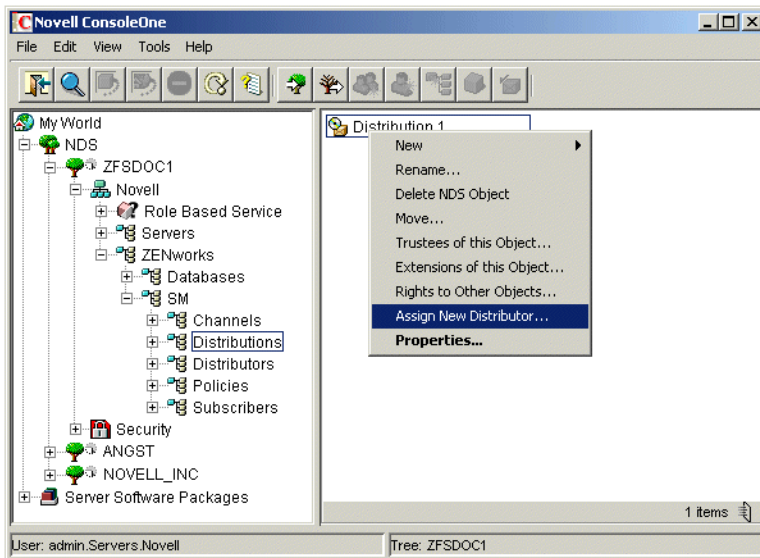 Novell ConsoleOne
File Edit View Tools Help
My World
NDS
ZFSDOC1
Novell
Role Based Service
Servers
ZENworks
Databases
SM
Channels
Distributions
Distributors
Policies
Subscribers
Security
ANGST
NOVELL_INC
Server Software Packages
Distribution 1
New
Rename...
Delete NDS Object
Move...
Trustees of this Object...
Extensions of this Object...
Rights to Other Objects...
Assign New Distributor...
Properties...
1 items
User: admin.Servers.Novell
Tree: ZFSDOC1